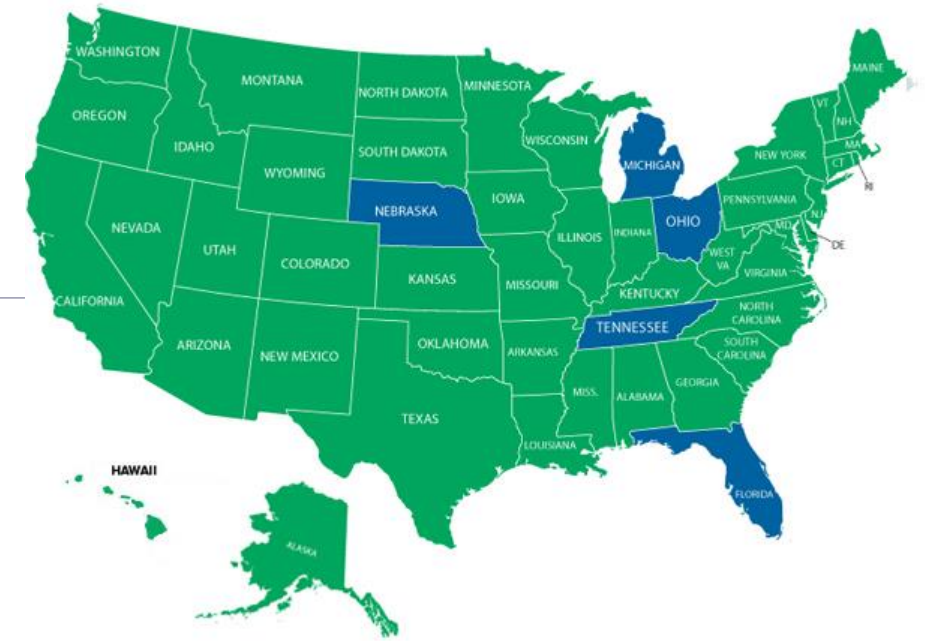 WASHINGTON
MONTANA
NORTH DAKOTA
MINNESOTA
MAINE
OREGON
IDAHO
SOUTH DAKOTA
WISCONSIN
MICHIGAN
VT
NH
MA
NEW YORK
CT
RI
WYOMING
NEBRASKA
IOWA
PENNSYLVANIA
NJ
NEVADA
UTAH
COLORADO
ILLINOIS
INDIANA
OHIO
MD
DE
WEST
VA
VIRGINIA
CALIFORNIA
KANSAS
MISSOURI
KENTUCKY
NORTH
CAROLINA
TENNESSEE
ARIZONA
NEW MEXICO
OKLAHOMA
ARKANSAS
SOUTH
CAROLINA
TEXAS
MISS.
ALABAMA
GEORGIA
LOUISIANA
FLORIDA
HAWAII
ALASKA